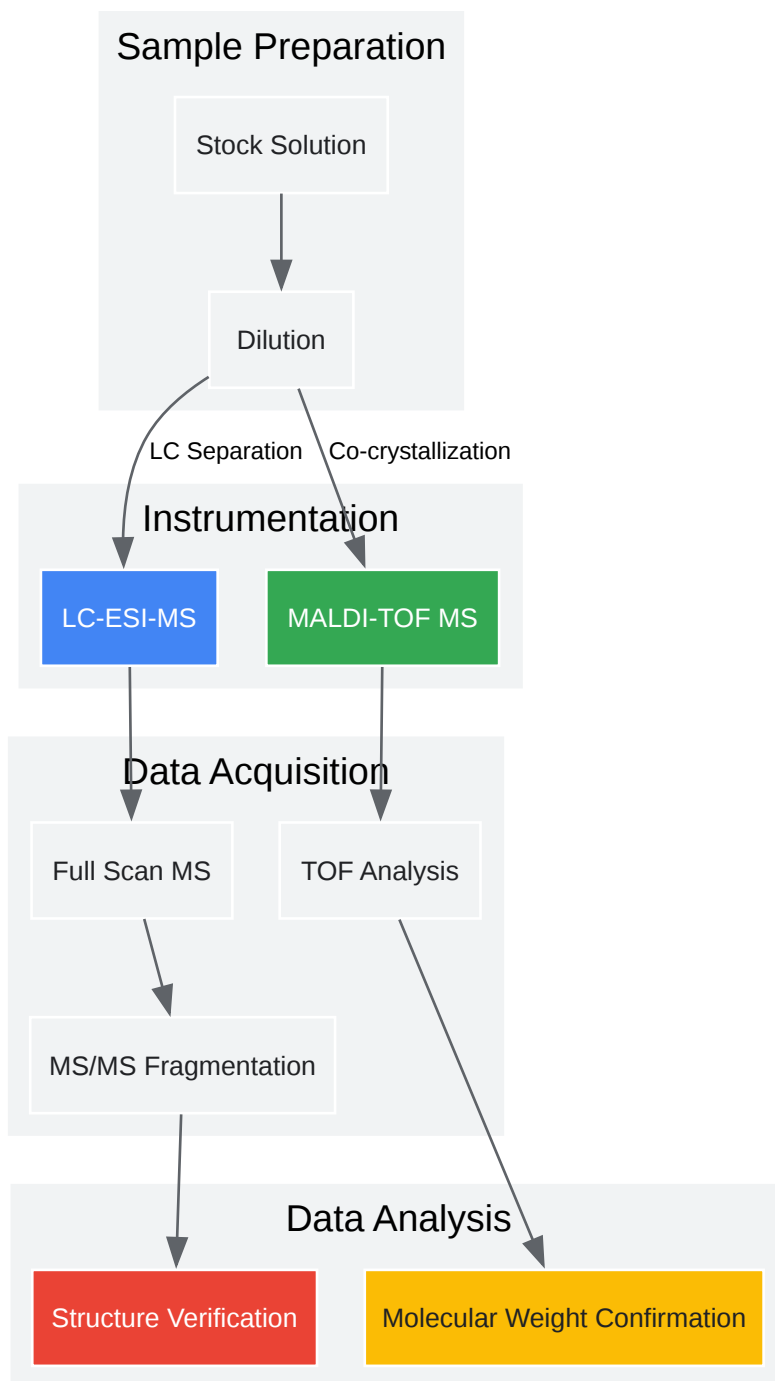 Sample Preparation
Stock Solution
Dilution
LC Separation
Co-crystallization
Instrumentation
LC-ESI-MS
MALDI-TOF MS
Data Acquisition
Full Scan MS
TOF Analysis
MS/MS Fragmentation
Data Analysis
Structure Verification
Molecular Weight Confirmation